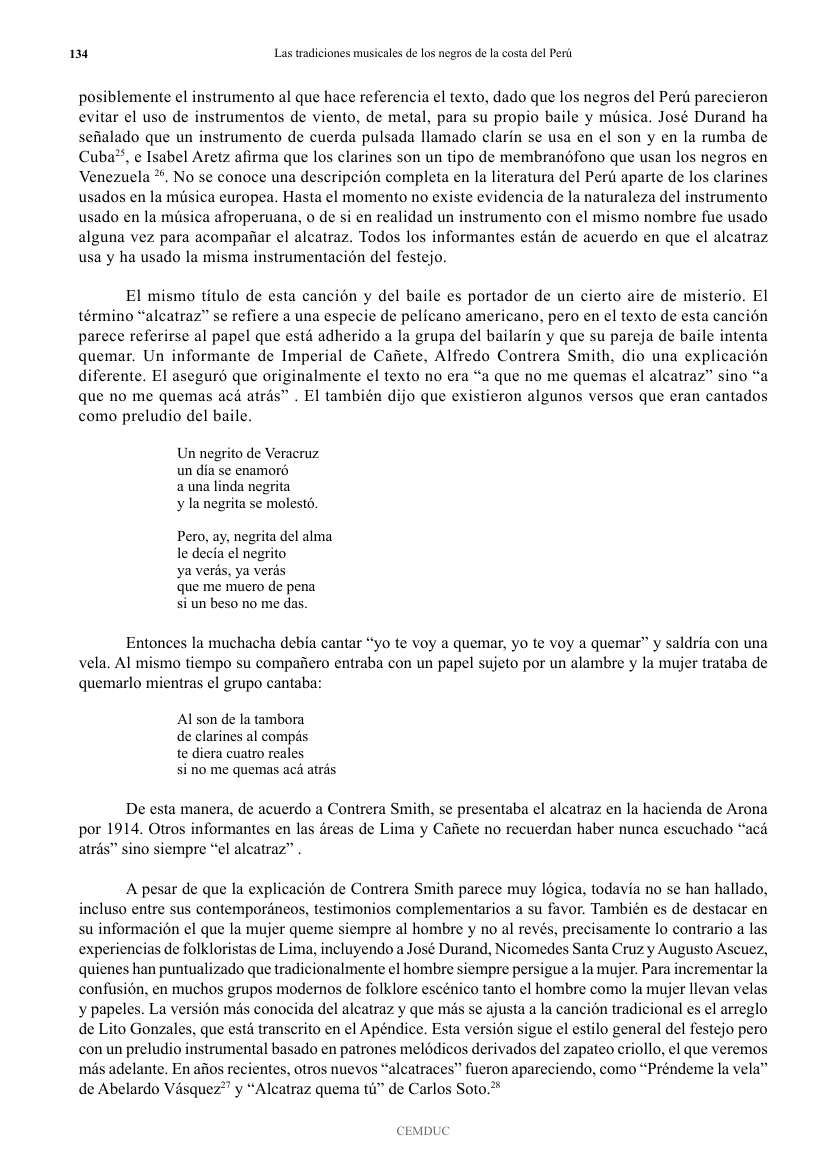 134
Las tradiciones musicales de los negros de la costa del Perú
posiblemente el instrumento al que hace referencia el texto, dado que los negros del Perú parecieron
evitar el uso de instrumentos de viento, de metal, para su propio baile y música. José Durand ha
señalado que un instrumento de cuerda pulsada llamado clarín se usa en el son y en la rumba de
Cuba25, e Isabel Aretz afirma que los clarines son un tipo de membranófono que usan los negros en
Venezuela 26. No se conoce una descripción completa en la literatura del Perú aparte de los clarines
usados en la música europea. Hasta el momento no existe evidencia de la naturaleza del instrumento
usado en la música afroperuana, o de si en realidad un instrumento con el mismo nombre fue usado
alguna vez para acompañar el alcatraz. Todos los informantes están de acuerdo en que el alcatraz
usa y ha usado la misma instrumentación del festejo.
El mismo título de esta canción y del baile es portador de un cierto aire de misterio. El
término “alcatraz” se refiere a una especie de pelícano americano, pero en el texto de esta canción
parece referirse al papel que está adherido a la grupa del bailarín y que su pareja de baile intenta
quemar. Un informante de Imperial de Cañete, Alfredo Contrera Smith, dio una explicación
diferente. El aseguró que originalmente el texto no era “a que no me quemas el alcatraz” sino “a
que no me quemas acá atrás” . El también dijo que existieron algunos versos que eran cantados
como preludio del baile.
Un negrito de Veracruz
un día se enamoró
a una linda negrita
y la negrita se molestó.
Pero, ay, negrita del alma
le decía el negrito
ya verás, ya verás
que me muero de pena
si un beso no me das.
Entonces la muchacha debía cantar “yo te voy a quemar, yo te voy a quemar” y saldría con una
vela. Al mismo tiempo su compañero entraba con un papel sujeto por un alambre y la mujer trataba de
quemarlo mientras el grupo cantaba:
Al son de la tambora
de clarines al compás
te diera cuatro reales
si no me quemas acá atrás
De esta manera, de acuerdo a Contrera Smith, se presentaba el alcatraz en la hacienda de Arona
por 1914. Otros informantes en las áreas de Lima y Cañete no recuerdan haber nunca escuchado “acá
atrás” sino siempre “el alcatraz” .
A pesar de que la explicación de Contrera Smith parece muy lógica, todavía no se han hallado,
incluso entre sus contemporáneos, testimonios complementarios a su favor. También es de destacar en
su información el que la mujer queme siempre al hombre y no al revés, precisamente lo contrario a las
experiencias de folkloristas de Lima, incluyendo a José Durand, Nicomedes Santa Cruz y Augusto Ascuez,
quienes han puntualizado que tradicionalmente el hombre siempre persigue a la mujer. Para incrementar la
confusión, en muchos grupos modernos de folklore escénico tanto el hombre como la mujer llevan velas
y papeles. La versión más conocida del alcatraz y que más se ajusta a la canción tradicional es el arreglo
de Lito Gonzales, que está transcrito en el Apéndice. Esta versión sigue el estilo general del festejo pero
con un preludio instrumental basado en patrones melódicos derivados del zapateo criollo, el que veremos
más adelante. En años recientes, otros nuevos “alcatraces” fueron apareciendo, como “Préndeme la vela”
de Abelardo Vásquez27 y “Alcatraz quema tú” de Carlos Soto.28
CEMDUC